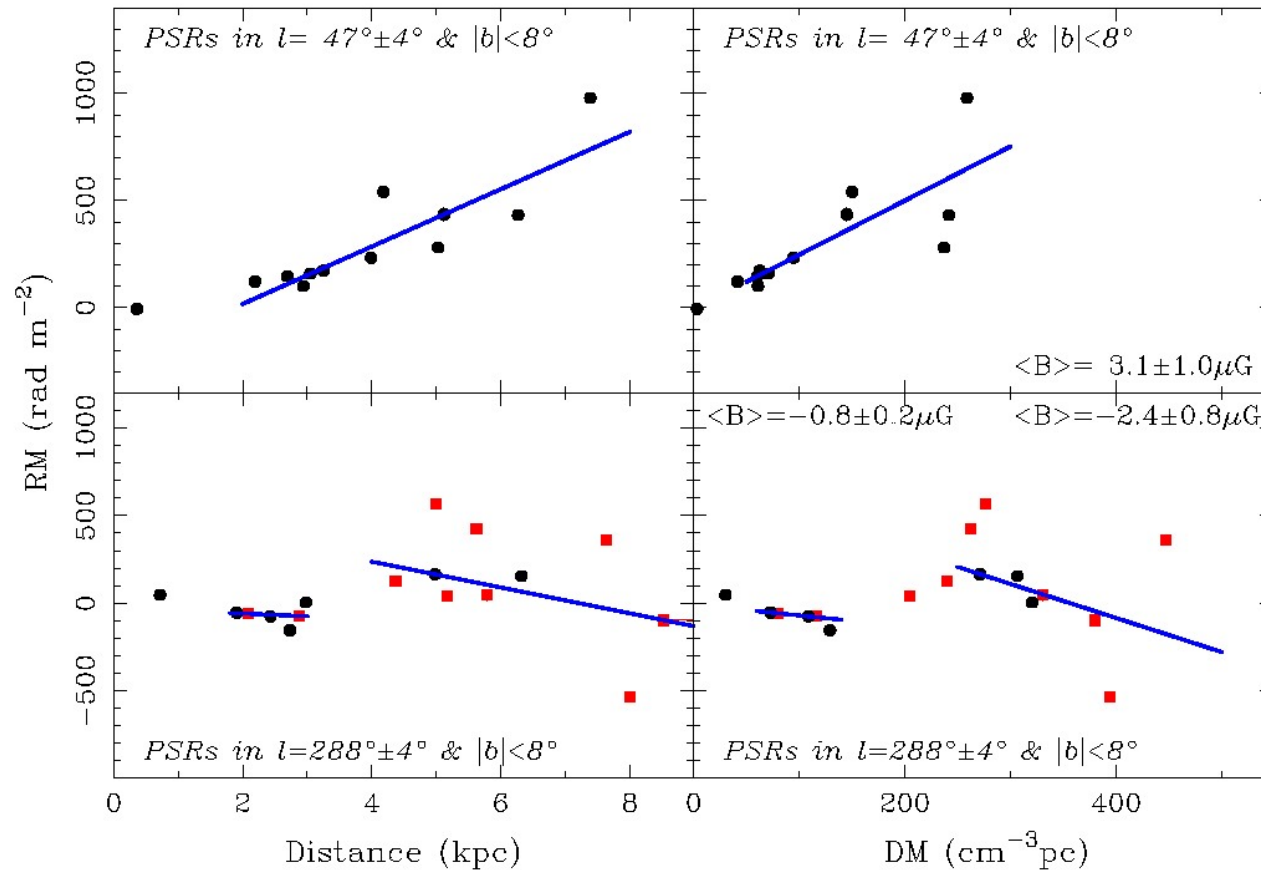 PSRs in l= 47°±4° & |b|<8°
PSRs in l= 47°±4° & |b|<8°
1000
500
0
<B>= 3.1±1.0μG
RM (rad m⁻²)
<B>=−0.8±0.2μG
<B>=−2.4±0.8μG
1000
500
0
−500
PSRs in l=288°±4° & |b|<8°
PSRs in l=288°±4° & |b|<8°
0 2 4 6 8 0 200 400
Distance (kpc)
DM (cm⁻³pc)